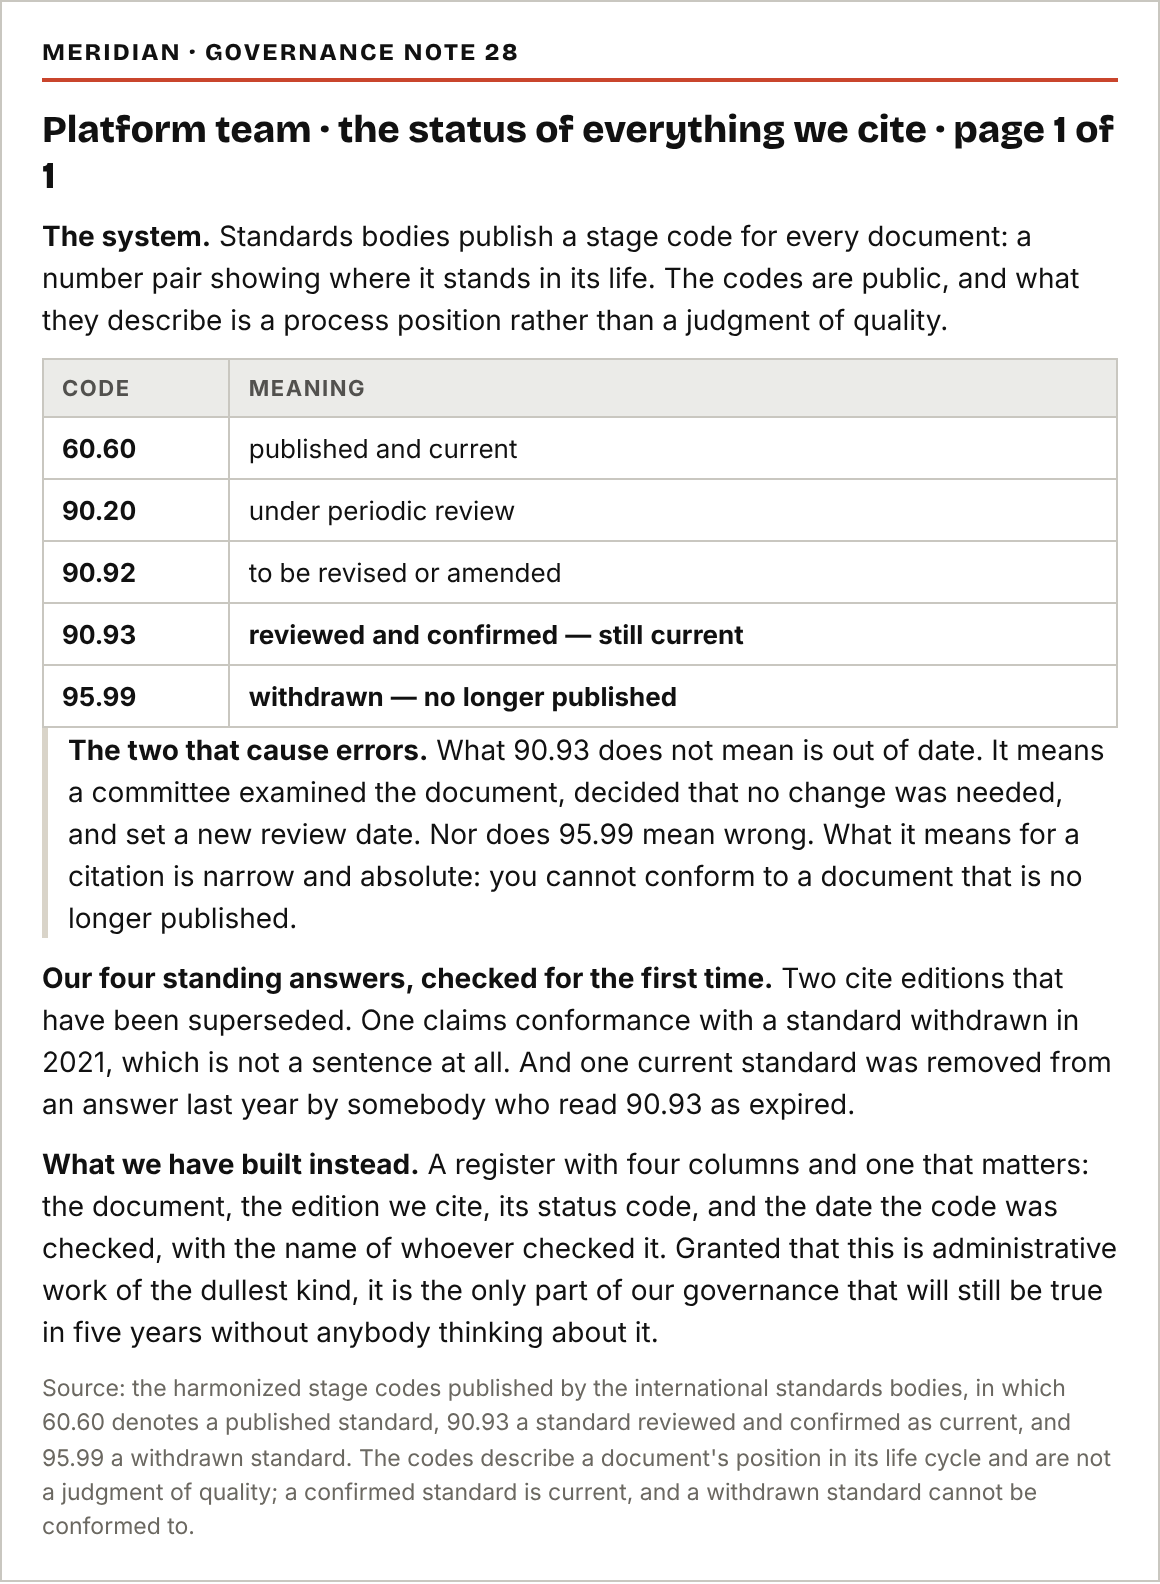 MERIDIAN · GOVERNANCE NOTE 28
Platform team · the status of everything we cite · page 1 of
1
The system. Standards bodies publish a stage code for every document: a
number pair showing where it stands in its life. The codes are public, and what
they describe is a process position rather than a judgment of quality.
CODE MEANING
60.60 published and current
90.20 under periodic review
90.92 to be revised or amended
90.93 reviewed and confirmed — still current
95.99 withdrawn — no longer published
The two that cause errors. What 90.93 does not mean is out of date. It means
a committee examined the document, decided that no change was needed,
and set a new review date. Nor does 95.99 mean wrong. What it means for a
citation is narrow and absolute: you cannot conform to a document that is no
longer published.
Our four standing answers, checked for the first time. Two cite editions that
have been superseded. One claims conformance with a standard withdrawn in
2021, which is not a sentence at all. And one current standard was removed from
an answer last year by somebody who read 90.93 as expired.
What we have built instead. A register with four columns and one that matters:
the document, the edition we cite, its status code, and the date the code was
checked, with the name of whoever checked it. Granted that this is administrative
work of the dullest kind, it is the only part of our governance that will still be true
in five years without anybody thinking about it.
Source: the harmonized stage codes published by the international standards bodies, in which
60.60 denotes a published standard, 90.93 a standard reviewed and confirmed as current, and
95.99 a withdrawn standard. The codes describe a document's position in its life cycle and are not
a judgment of quality; a confirmed standard is current, and a withdrawn standard cannot be
conformed to.